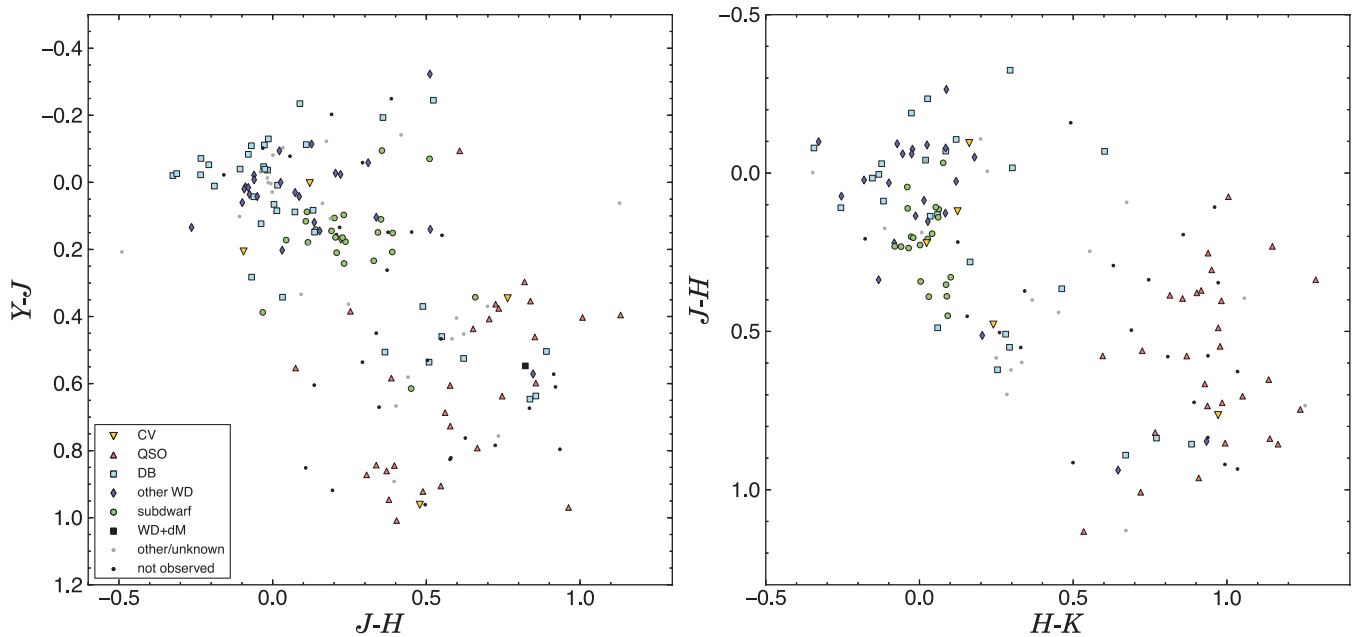 −0.4
−0.2
0.0
0.2
0.4
0.6
0.8
1.0
1.2
Y-J
−0.5 0.0 0.5 1.0
J-H
CV
QSO
DB
other WD
subdwarf
WD+dM
other/unknown
not observed
−0.5
0.0
0.5
1.0
J-H
−0.5 0.0 0.5 1.0
H-K